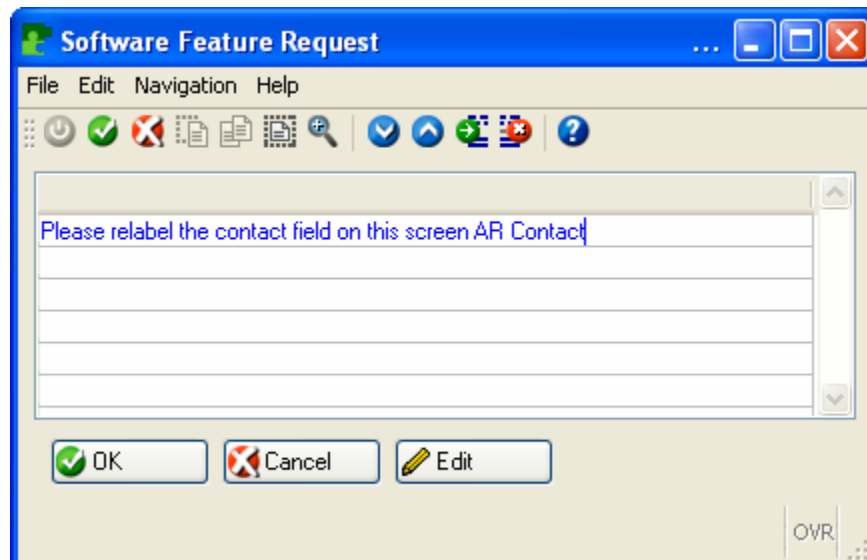 Software Feature Request ...
File Edit Navigation Help
Please relabel the contact field on this screen AR Contact
OK Cancel Edit
OVR